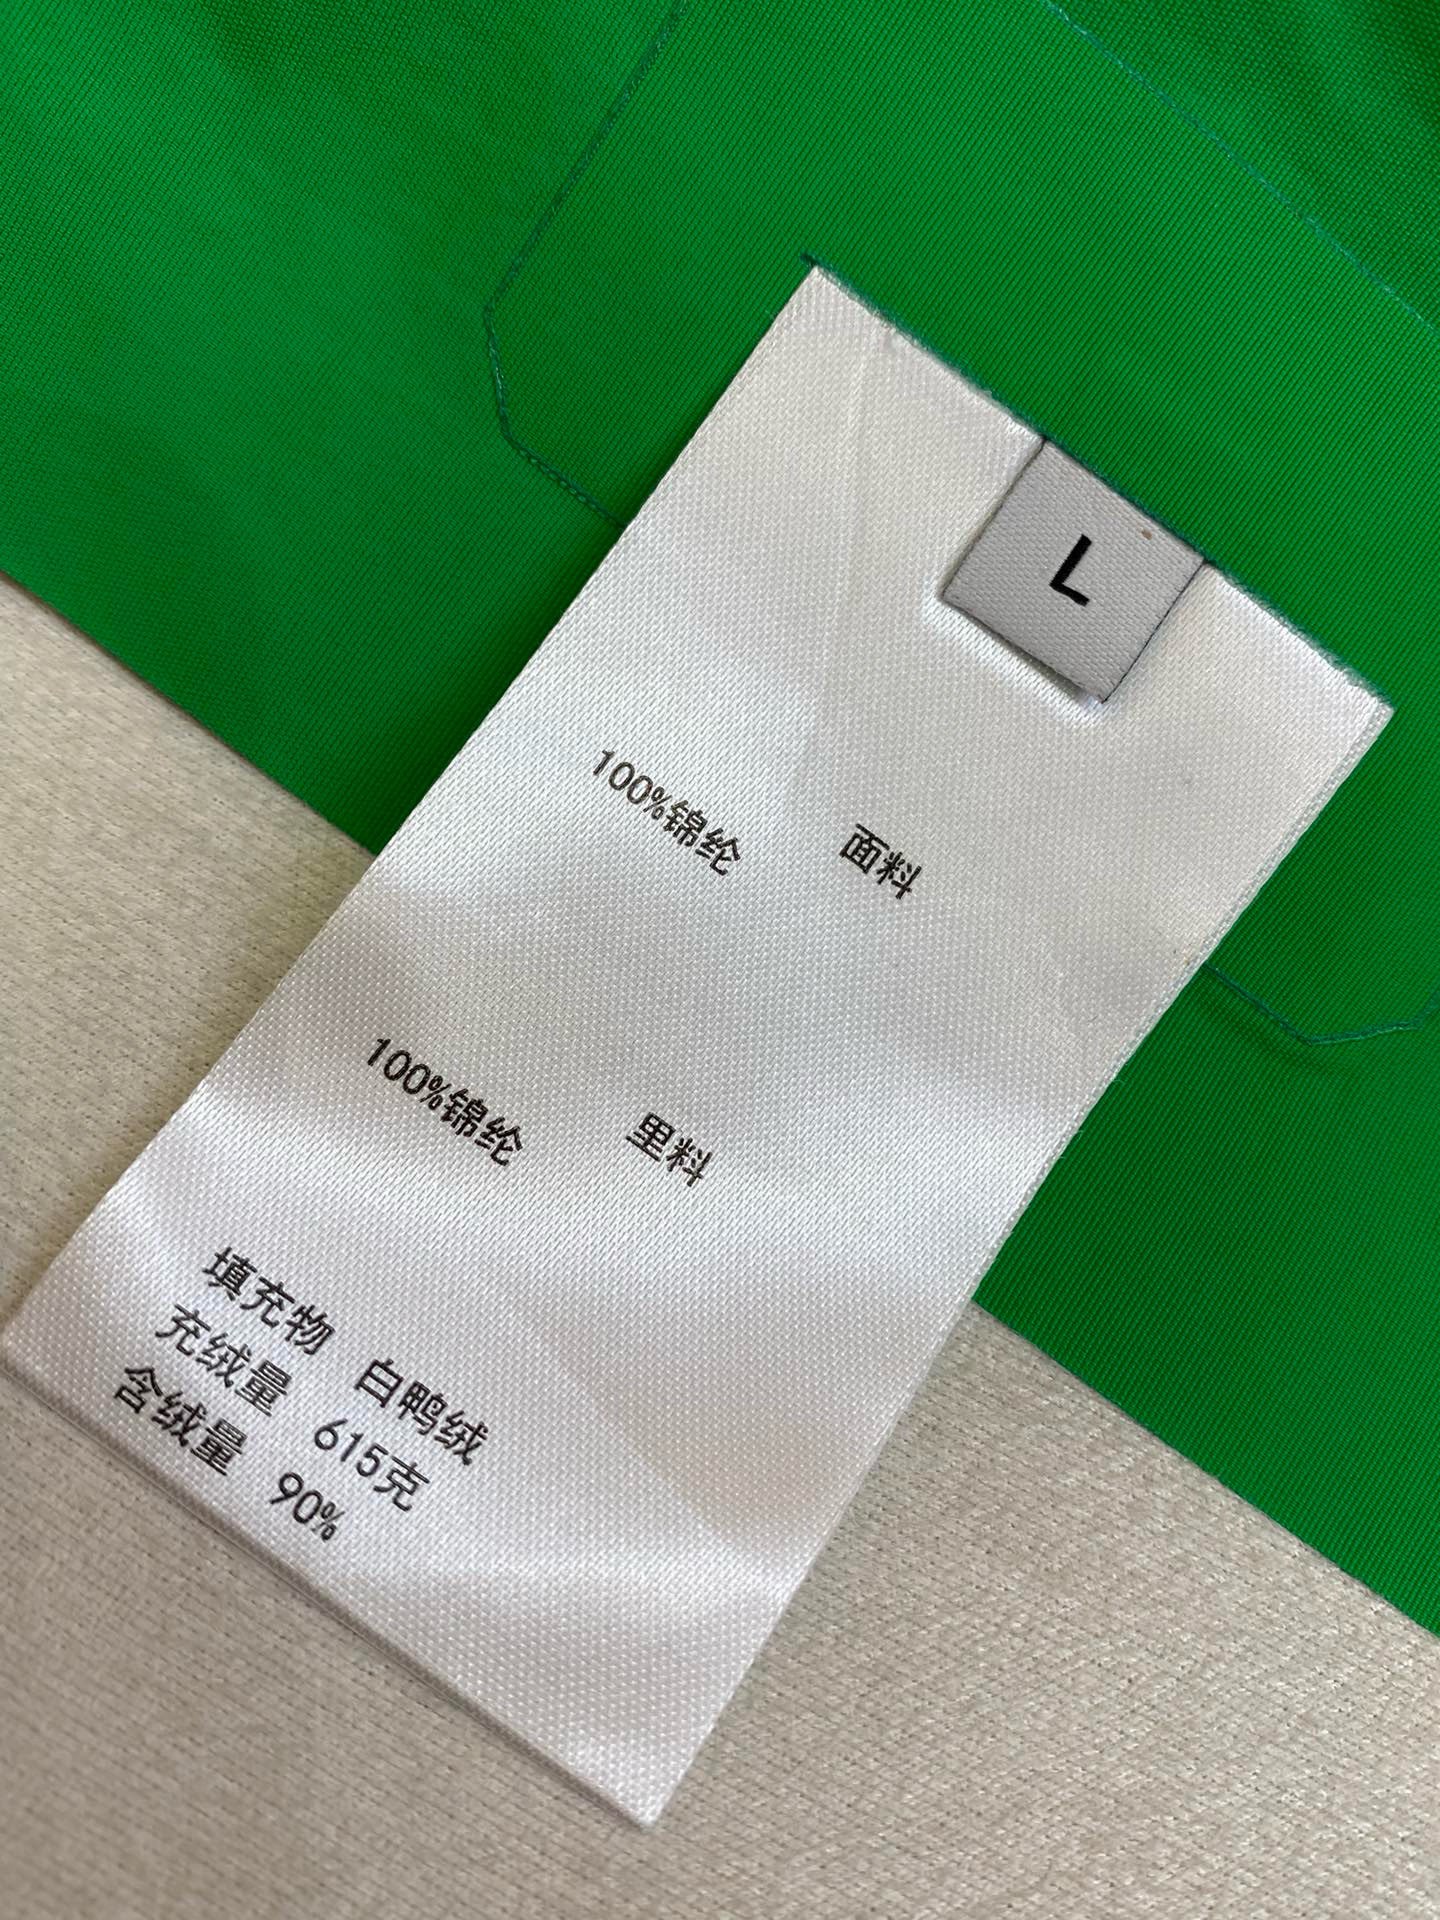 L
100%锦纶 面料
100%锦纶 里料
填充物 白鸭绒
充绒量 615克
含绒量 90%